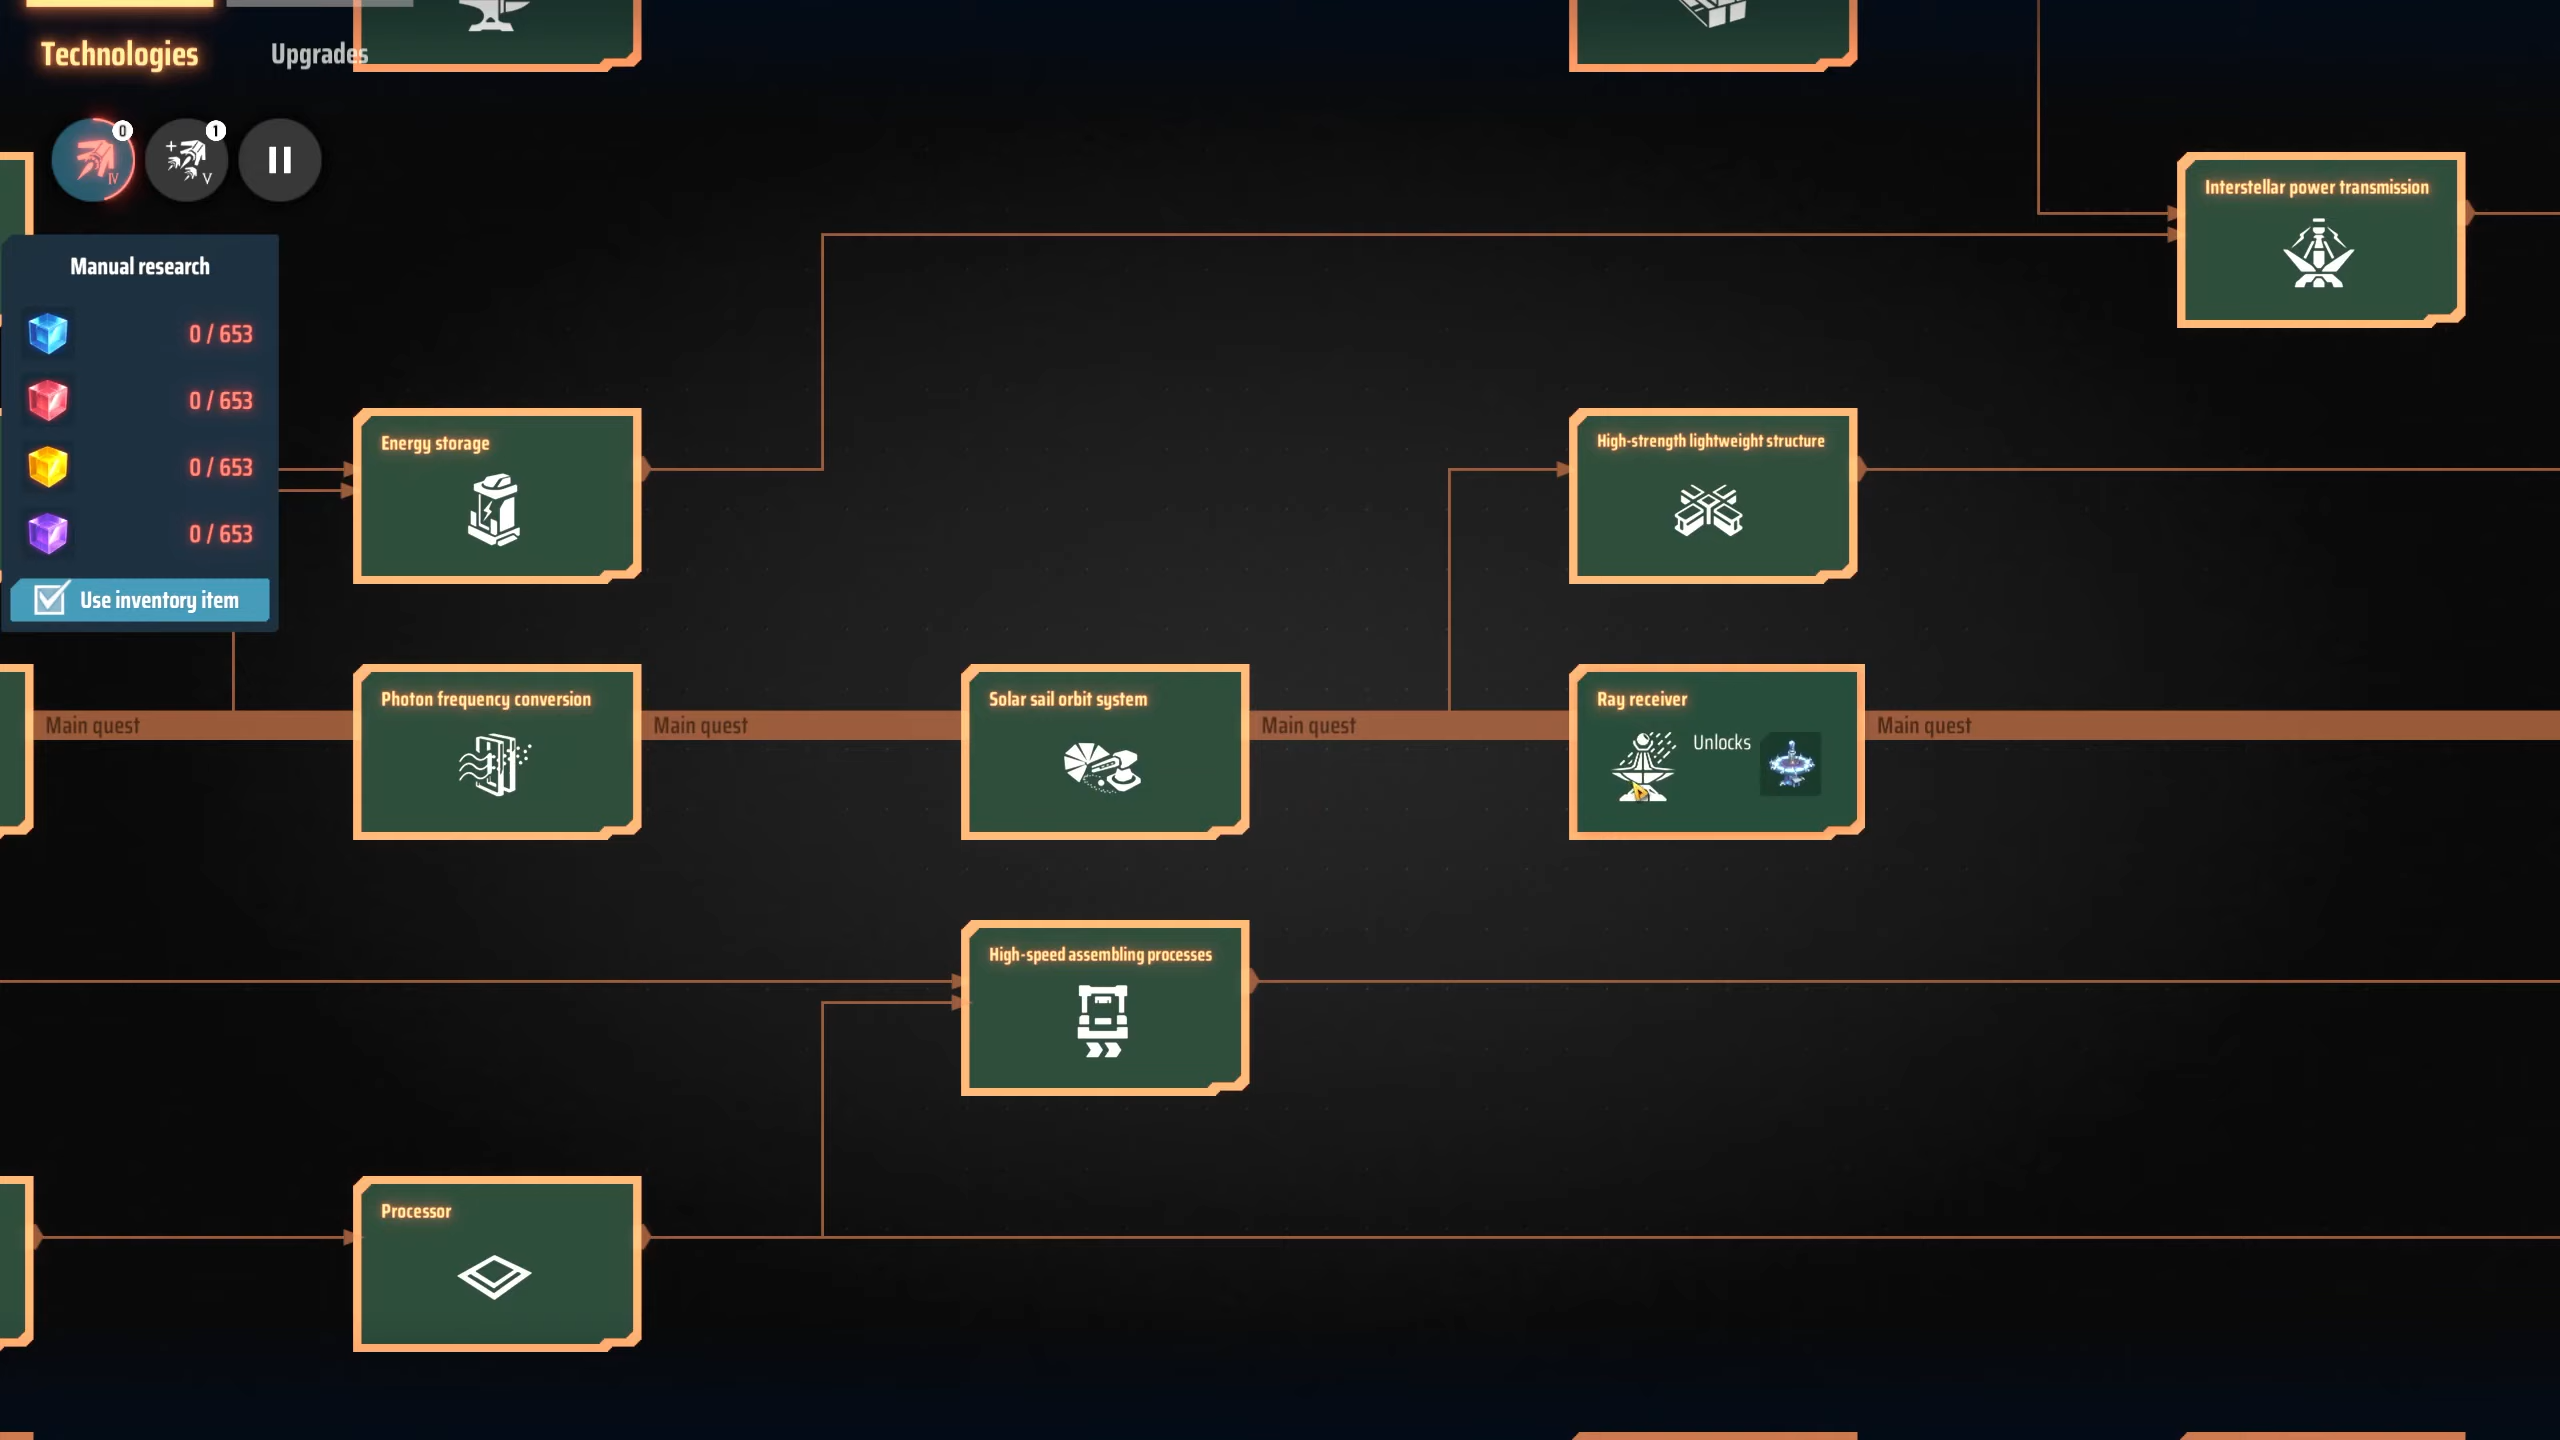 Technologies
Upgrades
0
IV
1
V
Manual research
0 / 653
0 / 653
0 / 653
0 / 653
Use inventory item
Interstellar power transmission
Energy storage
High-strength lightweight structure
Main quest
Photon frequency conversion
Main quest
Solar sail orbit system
Main quest
Ray receiver
Unlocks
Main quest
High-speed assembling processes
Processor